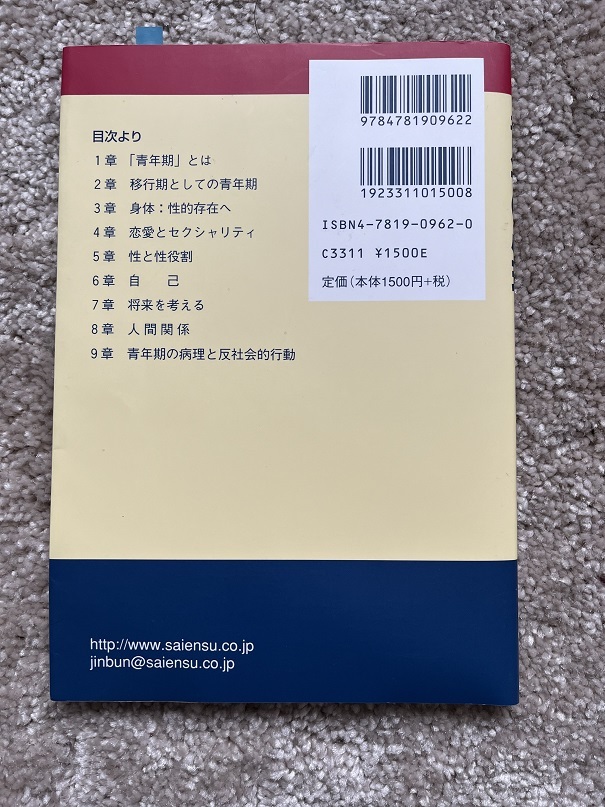 9784781909622
1923311015008
ISBN4-7819-0962-0
C3311 ¥1500E
定価(本体1500円+税)
目次より
1章 「青年期」とは
2章 移行期としての青年期
3章 身体：性的存在へ
4章 恋愛とセクシャリティ
5章 性と性役割
6章 自 己
7章 将来を考える
8章 人間関係
9章 青年期の病理と反社会的行動
http://www.saiensu.co.jp
jinbun@saiensu.co.jp